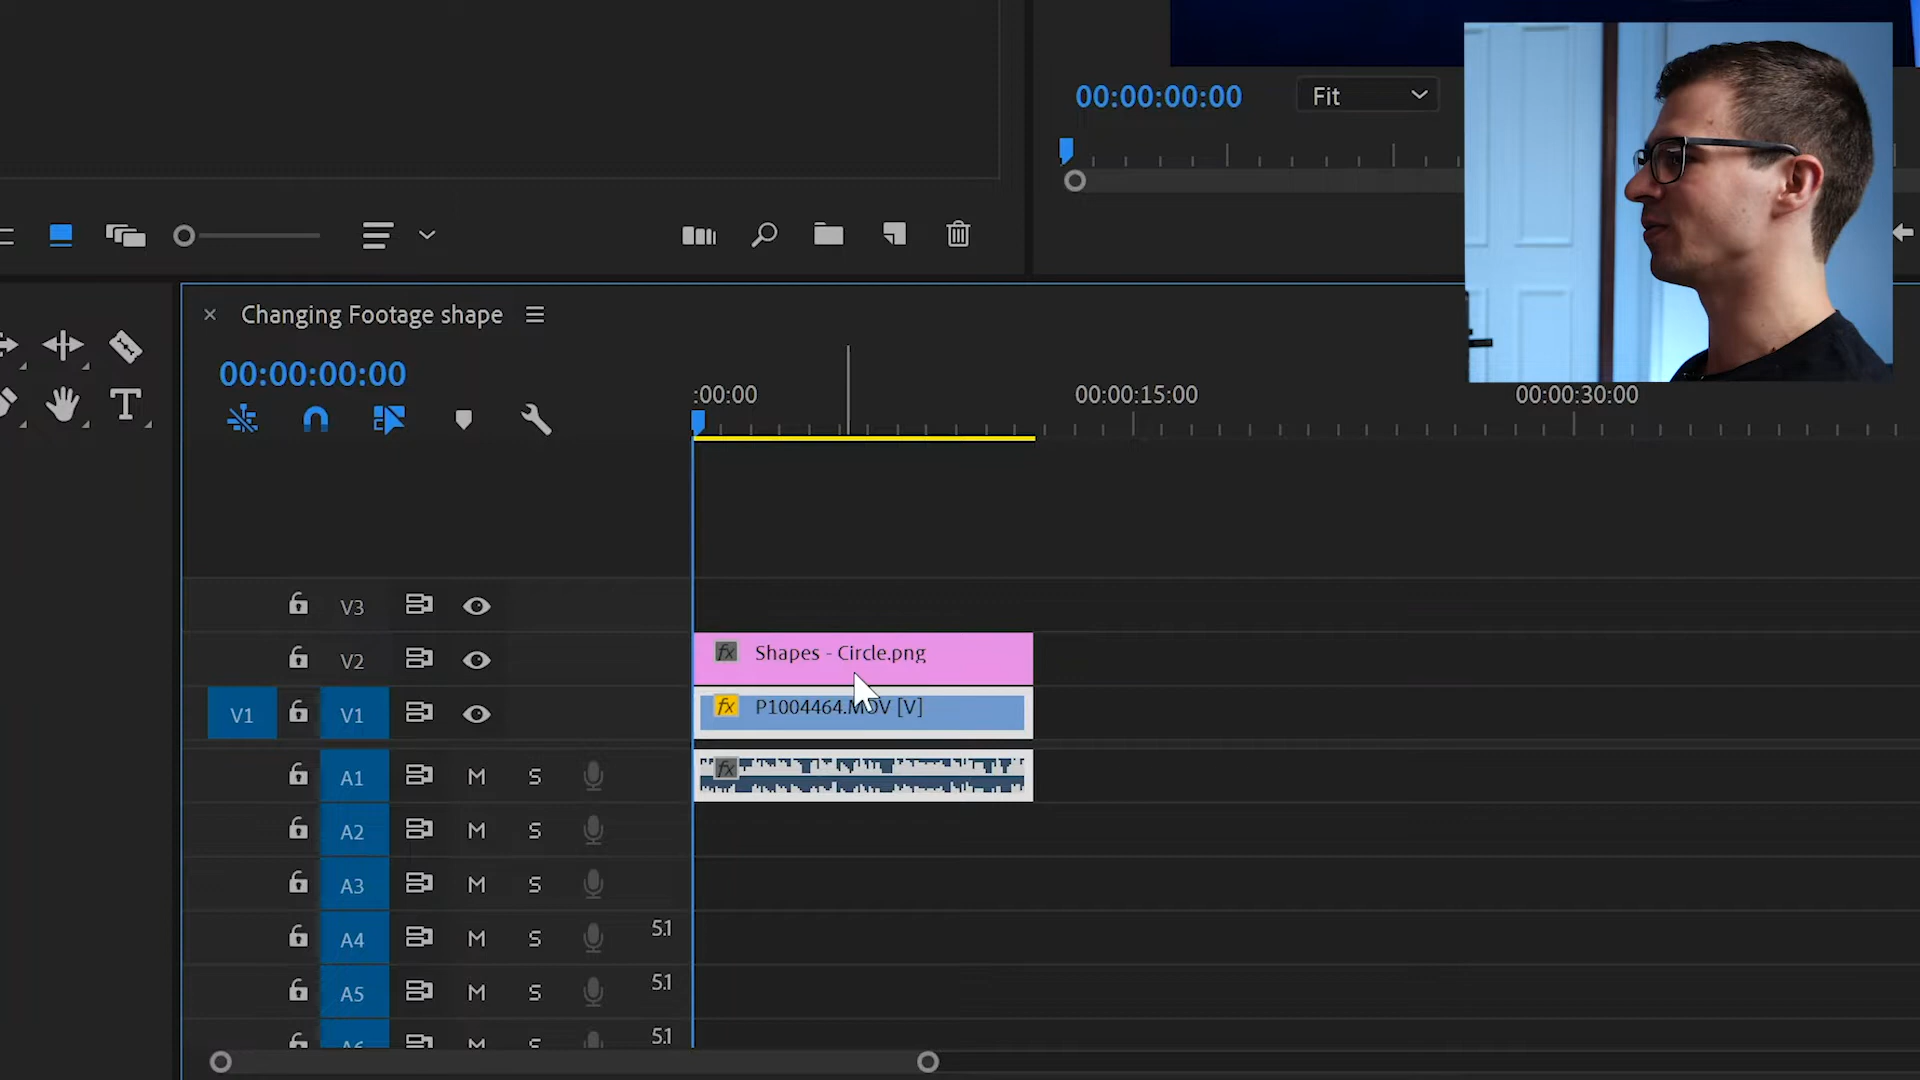 00:00:00:00
Fit
Changing Footage shape
00:00:00:00
:00:00
00:00:15:00
00:00:30:00
V3
fx
Shapes - Circle.png
V2
fx
P1004464.MOV [V]
V1
V1
fx
A1
M
S
A2
M
S
A3
M
S
5.1
A4
M
S
5.1
A5
M
S
5.1
A6
M
S
T